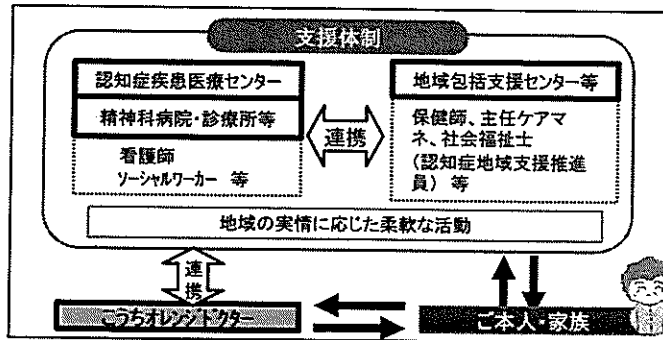 支援体制
認知症疾患医療センター
精神科病院・診療所等
看護師
ソーシャルワーカー 等
連携
地域包括支援センター等
保健師、主任ケアマ
ネ、社会福祉士
(認知症地域支援推進
員) 等
地域の実情に応じた柔軟な活動
連
携
こうちオレンジドクター
ご本人・家族